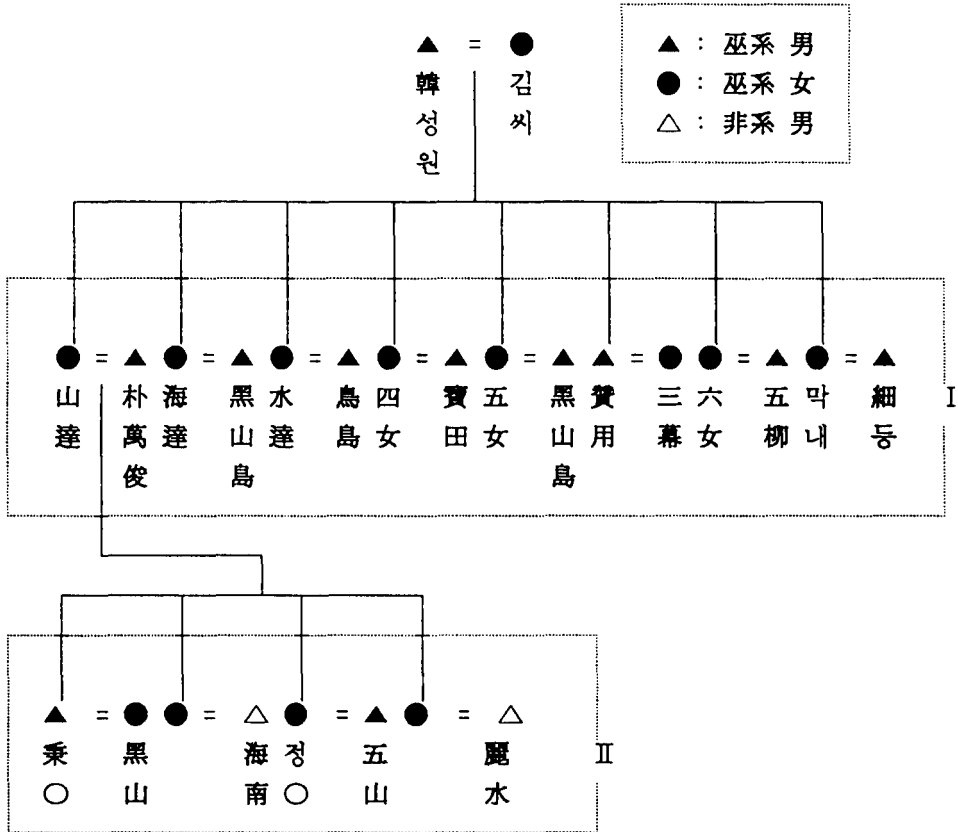 韓성원
김씨
▲ : 巫系 男
● : 巫系 女
△ : 非系 男
山達
朴萬俊
海達
黑山島
水達
鳥島
四女
寶田
五女
黑山島
贊用
三幕
六女
五柳
막내
細등
Ⅰ
秉○
黑山
海南
정○
五山
麗水
Ⅱ